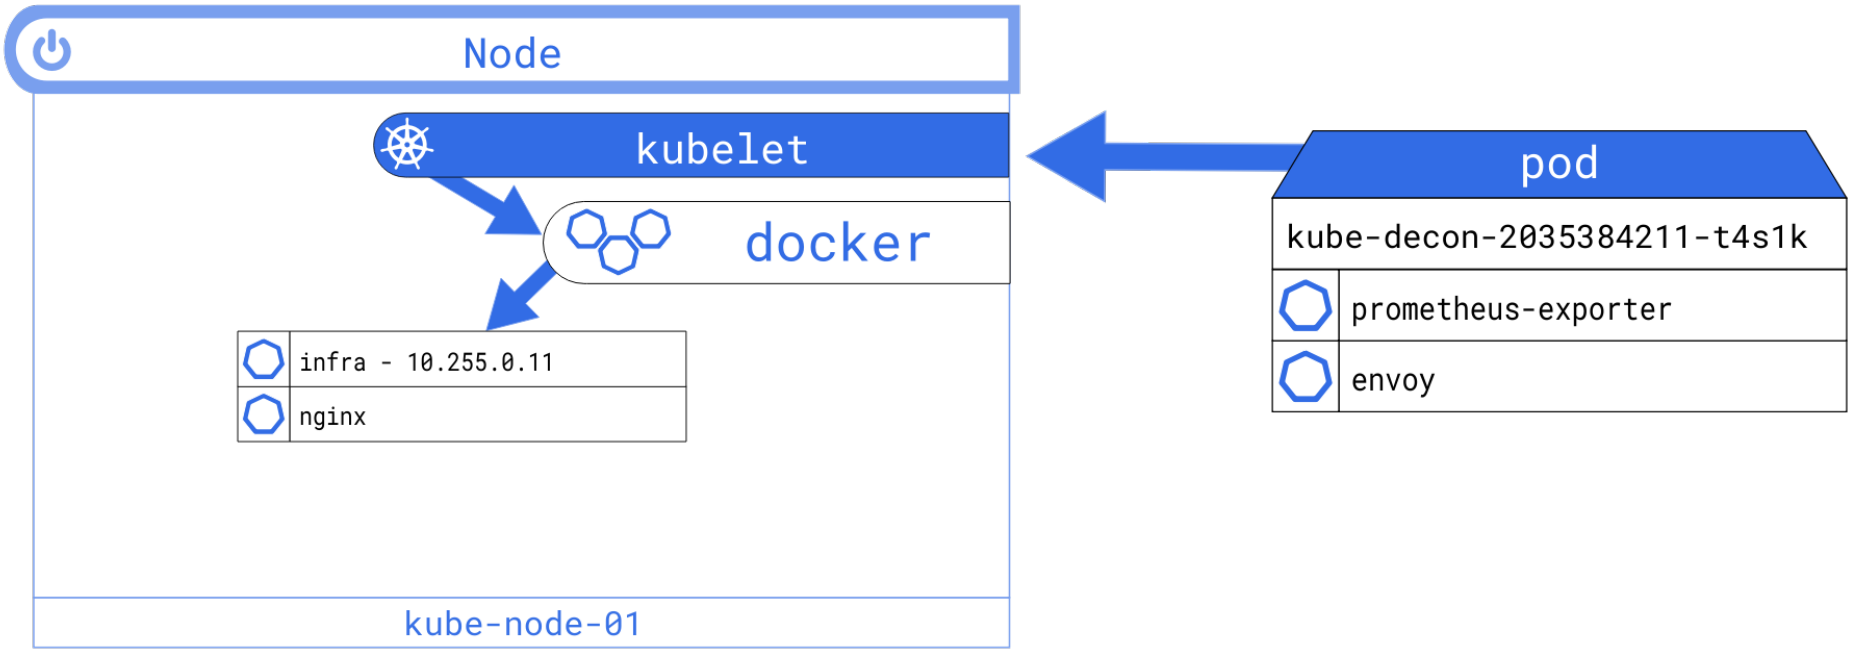 Node
kubelet
docker
infra - 10.255.0.11
nginx
kube-node-01
pod
kube-decon-2035384211-t4s1k
prometheus-exporter
envoy